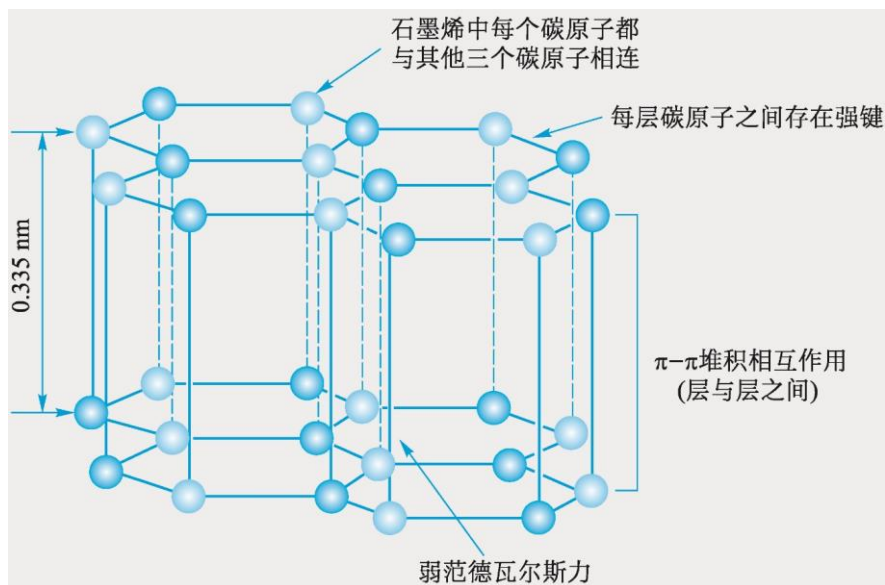 石墨烯中每个碳原子都
与其他三个碳原子相连
每层碳原子之间存在强键
0.335 nm
π-π堆积相互作用
(层与层之间)
弱范德瓦尔斯力